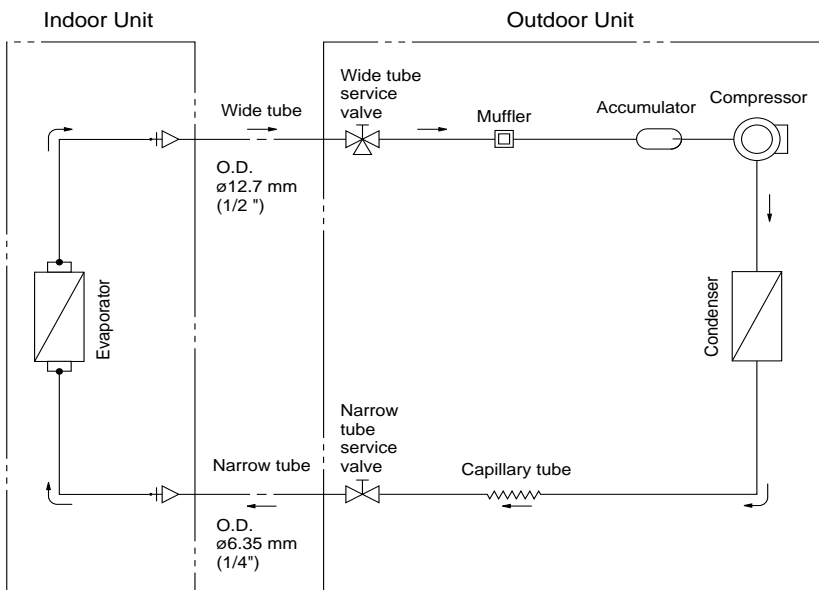 Indoor Unit
Outdoor Unit
Wide tube
service
valve
Wide tube
Muffler
Accumulator
Compressor
O.D.
ø12.7 mm
(1/2 ")
Evaporator
Condenser
Narrow
tube
service
valve
Narrow tube
Capillary tube
O.D.
ø6.35 mm
(1/4")